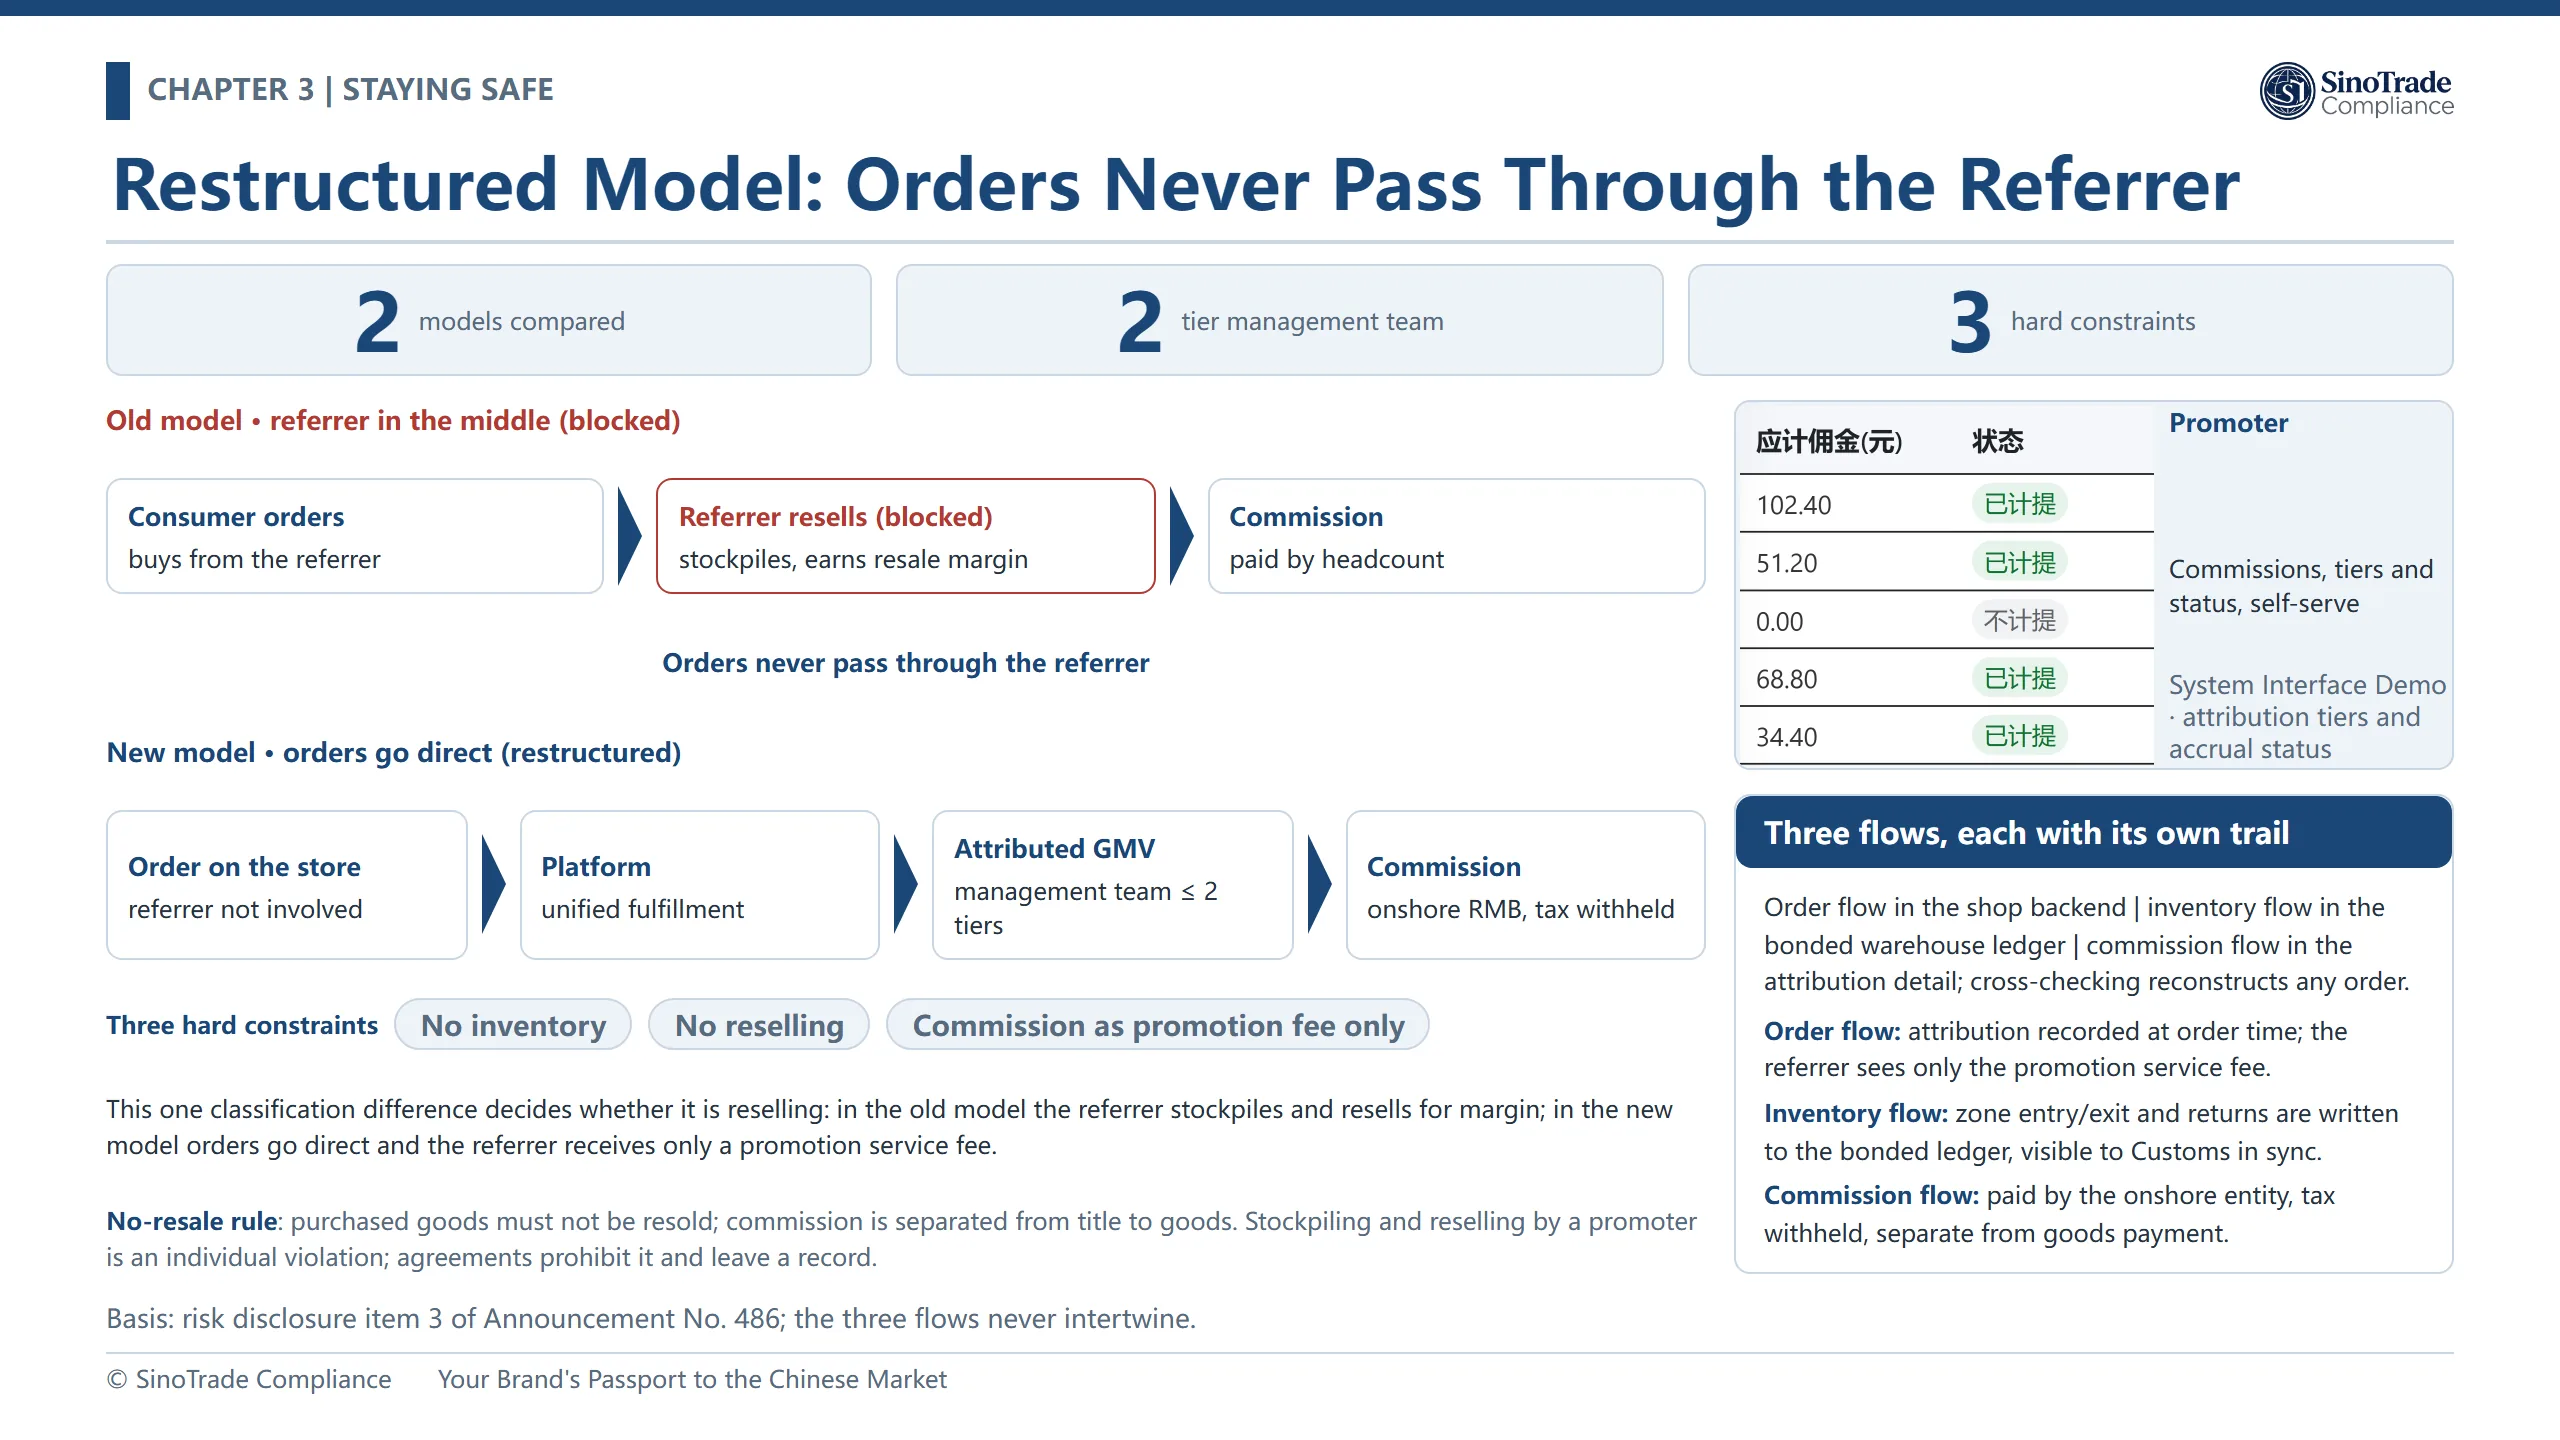 CHAPTER 3 | STAYING SAFE
SinoTrade
Compliance
Restructured Model: Orders Never Pass Through the Referrer
2 models compared
2 tier management team
3 hard constraints
Old model • referrer in the middle (blocked)
Consumer orders
buys from the referrer
Referrer resells (blocked)
stockpiles, earns resale margin
Commission
paid by headcount
Orders never pass through the referrer
New model • orders go direct (restructured)
Order on the store
referrer not involved
Platform
unified fulfillment
Attributed GMV
management team ≤ 2
tiers
Commission
onshore RMB, tax withheld
Three hard constraints
No inventory
No reselling
Commission as promotion fee only
This one classification difference decides whether it is reselling: in the old model the referrer stockpiles and resells for margin; in the new
model orders go direct and the referrer receives only a promotion service fee.
No-resale rule: purchased goods must not be resold; commission is separated from title to goods. Stockpiling and reselling by a promoter
is an individual violation; agreements prohibit it and leave a record.
Basis: risk disclosure item 3 of Announcement No. 486; the three flows never intertwine.
应计佣金(元) 状态
102.40 已计提
51.20 已计提
0.00 不计提
68.80 已计提
34.40 已计提
Promoter
Commissions, tiers and
status, self-serve
System Interface Demo
· attribution tiers and
accrual status
Three flows, each with its own trail
Order flow in the shop backend | inventory flow in the
bonded warehouse ledger | commission flow in the
attribution detail; cross-checking reconstructs any order.
Order flow: attribution recorded at order time; the
referrer sees only the promotion service fee.
Inventory flow: zone entry/exit and returns are written
to the bonded ledger, visible to Customs in sync.
Commission flow: paid by the onshore entity, tax
withheld, separate from goods payment.
© SinoTrade Compliance Your Brand's Passport to the Chinese Market